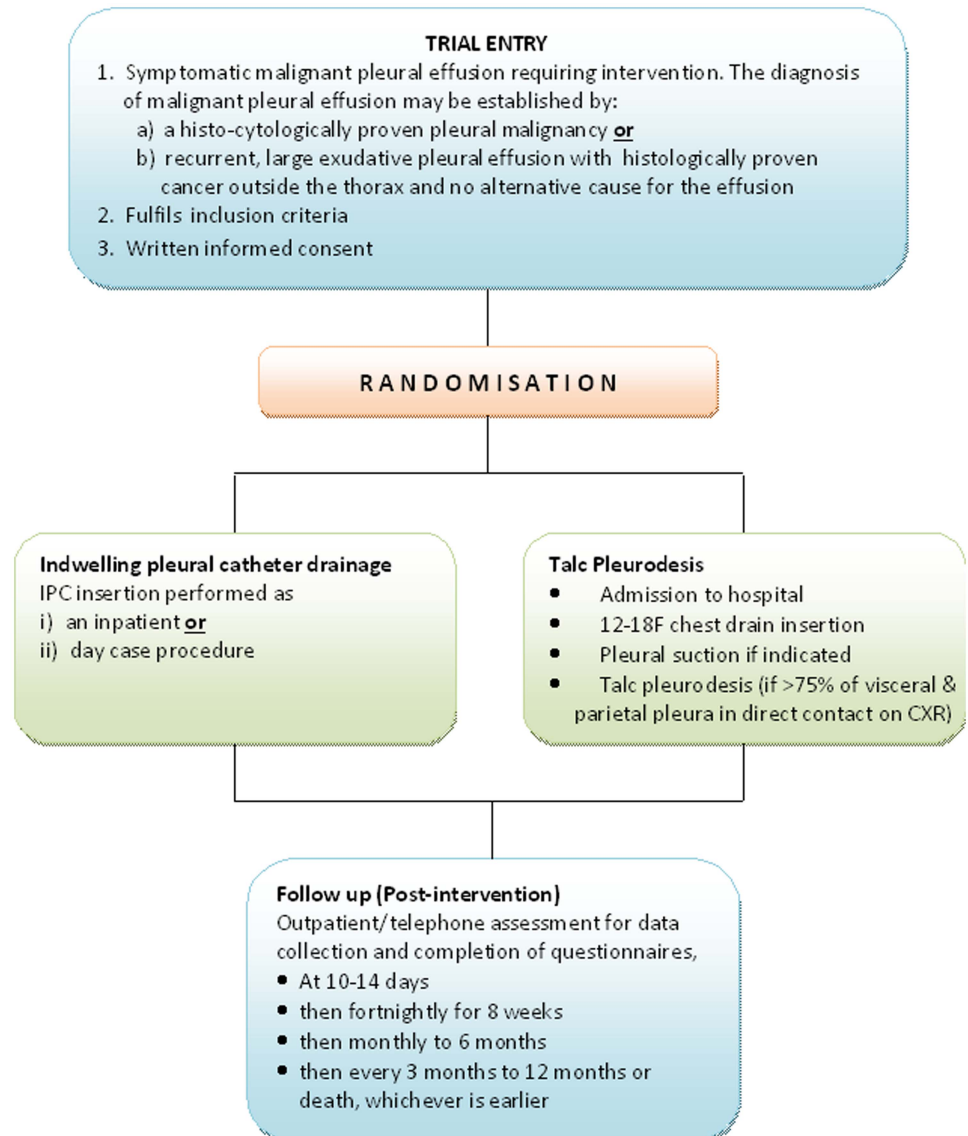 TRIAL ENTRY
1. Symptomatic malignant pleural effusion requiring intervention. The diagnosis
of malignant pleural effusion may be established by:
a) a histo-cytologically proven pleural malignancy or
b) recurrent, large exudative pleural effusion with histologically proven
cancer outside the thorax and no alternative cause for the effusion
2. Fulfils inclusion criteria
3. Written informed consent
RANDOMISATION
Indwelling pleural catheter drainage
IPC insertion performed as
i) an inpatient or
ii) day case procedure
Talc Pleurodesis
• Admission to hospital
• 12-18F chest drain insertion
• Pleural suction if indicated
• Talc pleurodesis (if >75% of visceral &
parietal pleura in direct contact on CXR)
Follow up (Post-intervention)
Outpatient/telephone assessment for data
collection and completion of questionnaires,
• At 10-14 days
• then fortnightly for 8 weeks
• then monthly to 6 months
• then every 3 months to 12 months or
death, whichever is earlier